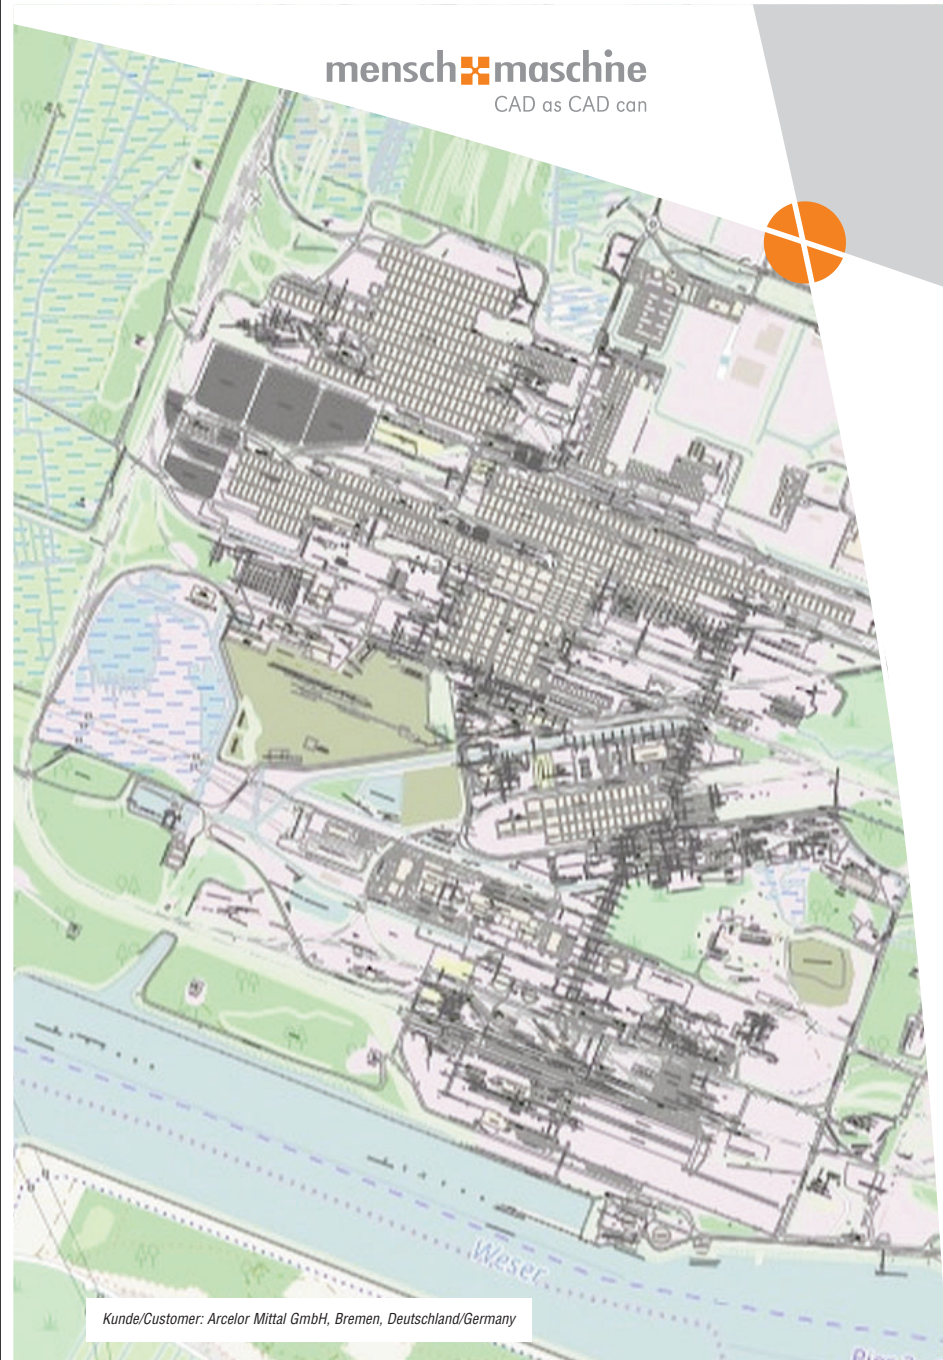 mensch maschine
CAD as CAD can
Weser
Kunde/Customer: Arcelor Mittal GmbH, Bremen, Deutschland/Germany